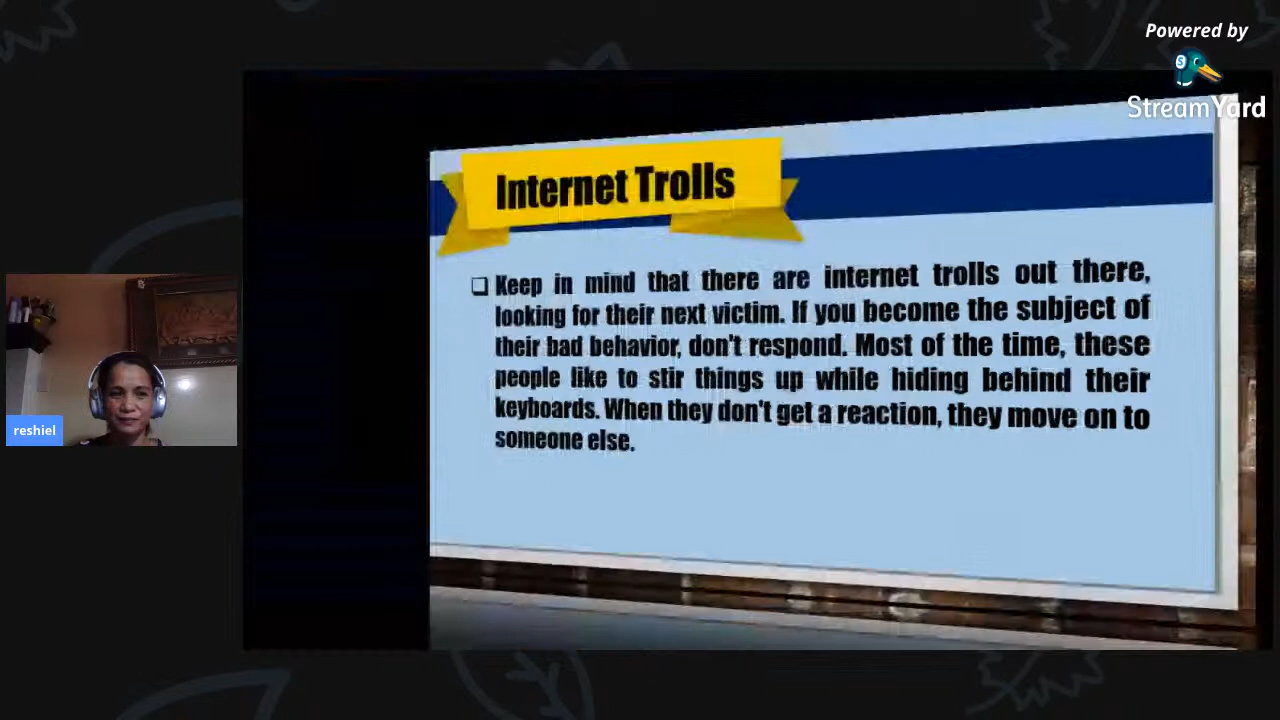 Powered by
StreamYard
Internet Trolls
Keep in mind that there are internet trolls out there,
looking for their next victim. If you become the subject of
their bad behavior, don't respond. Most of the time, these
people like to stir things up while hiding behind their
keyboards. When they don't get a reaction, they move on to
someone else.
reshiel